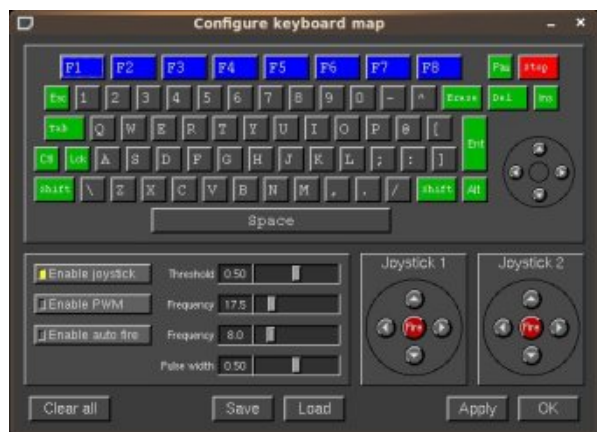 Configure keyboard map
F1 F2 F3 F4 F5 F6 F7 F8 Pau Stop
Esc 1 2 3 4 5 6 7 8 9 0 - ^ Erase Del Ins
Tab Q W E R T Y U I O P @ [ Ent
Ctl Lck A S D F G H J K L ; : ]
Shift \ Z X C V B N M , . / Shift Alt
Space
Enable joystick Threshold 0.50
Enable PWM Frequency 17.5
Enable auto fire Frequency 8.0
Pulse width 0.50
Joystick 1 Joystick 2
Fire Fire
Clear all Save Load Apply OK